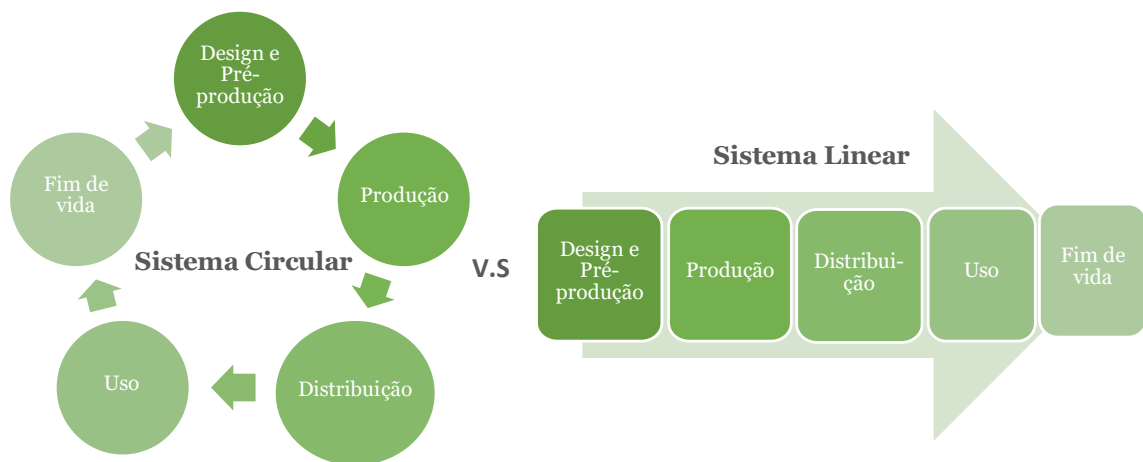 Design e
Pré-
produção
Produção
Distribuição
Uso
Fim de
vida
Sistema Circular
V.S
Sistema Linear
Design e
Pré-
produção
Produção
Distribui-
ção
Uso
Fim de
vida